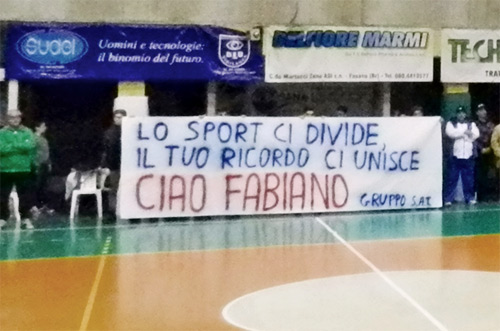 sudel
Uomini e tecnologie:
il binomio del futuro.
BELFIORE MARMI
TECH
LO SPORT CI DIVIDE,
IL TUO RICORDO CI UNISCE
CIAO FABIANO
GRUPPO S.A.T.